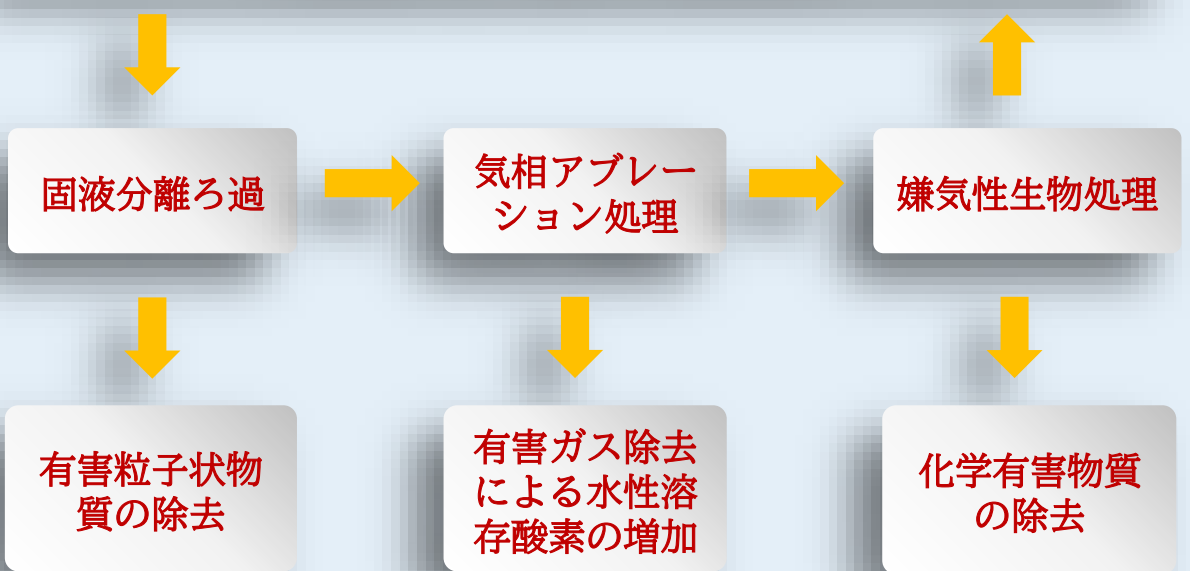 固液分離ろ過
気相アブレー
ション処理
嫌気性生物処理
有害粒子状物
質の除去
有害ガス除去
による水性溶
存酸素の増加
化学有害物質
の除去